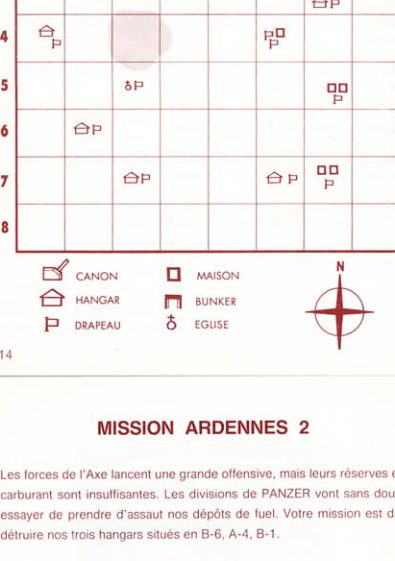 4
5
6
7
8
CANON MAISON N
HANGAR BUNKER
DRAPEAU EGLISE
14
MISSION ARDENNES 2
Les forces de l'Axe lancent une grande offensive, mais leurs réserves
carburant sont insuffisantes. Les divisions de PANZER vont sans
essayer de prendre d'assaut nos dépôts de fuel. Votre mission est
détruire nos trois hangars situés en B-6, A-4, B-1.